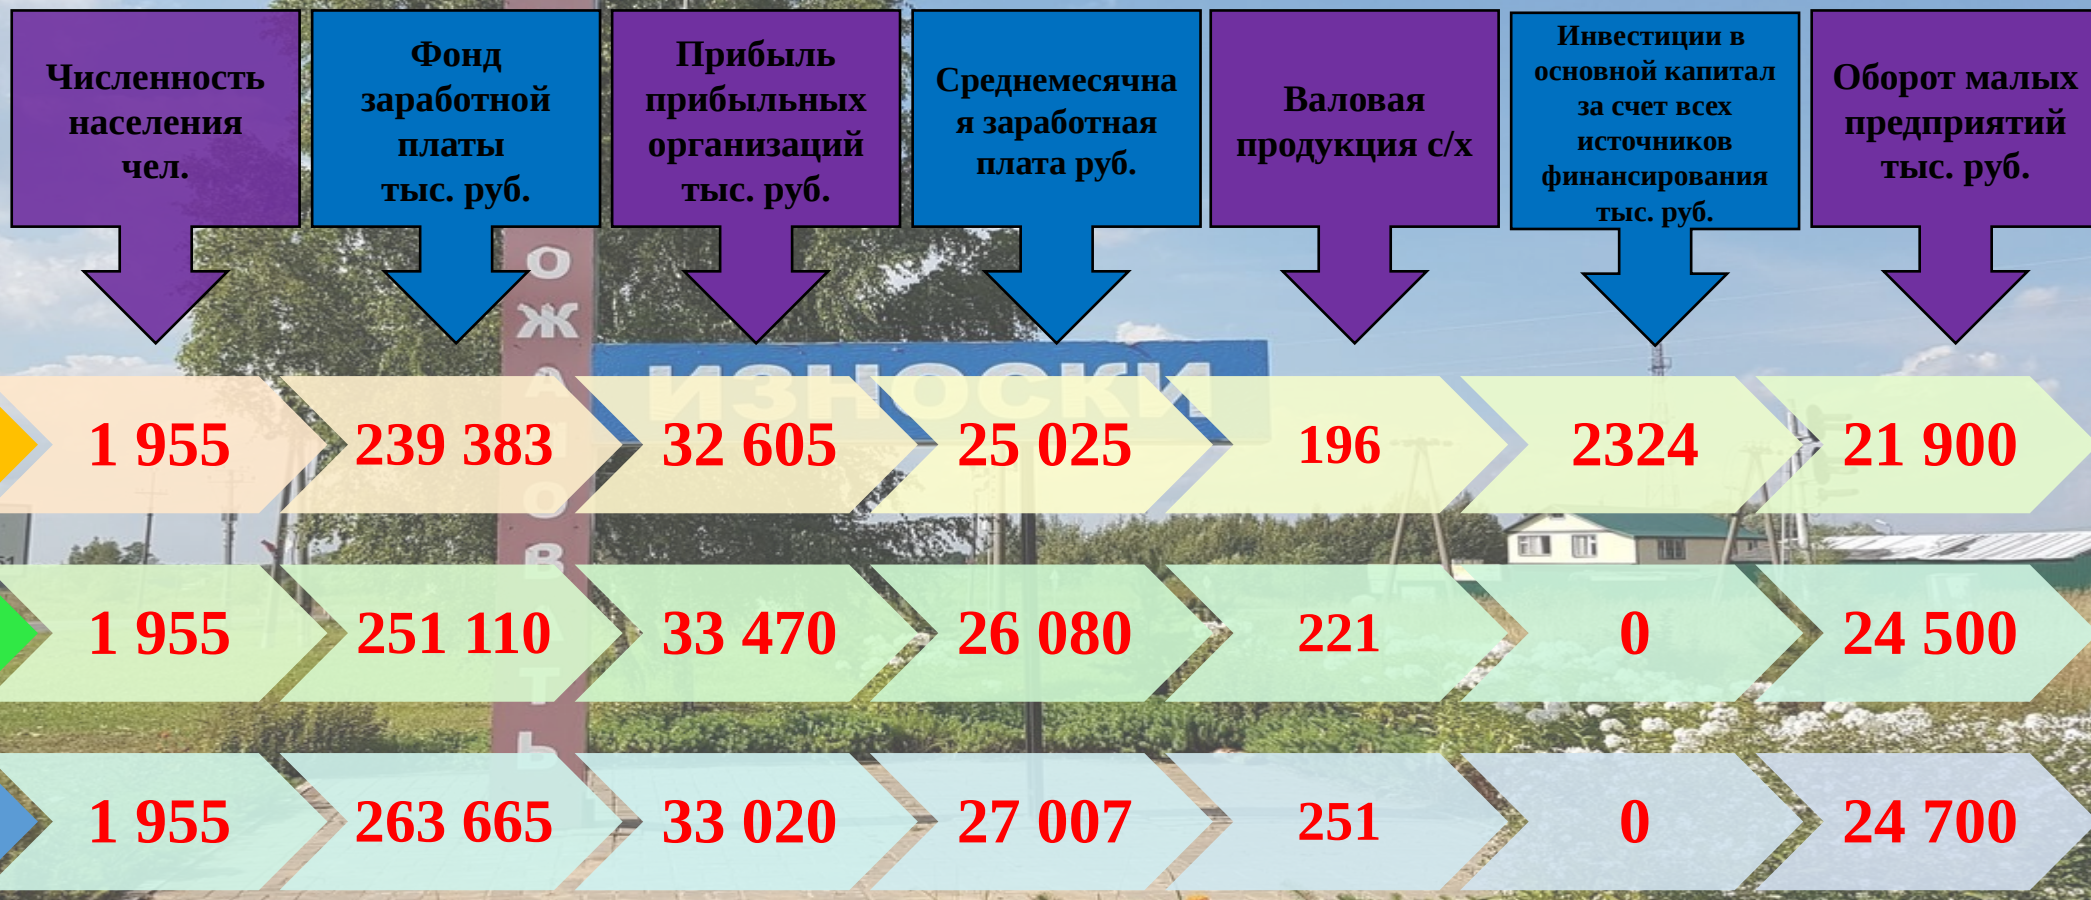 Численность
населения
чел.
Фонд
заработной
платы
тыс. руб.
Прибыль
прибыльных
организаций
тыс. руб.
Среднемесячна
я заработная
плата руб.
Валовая
продукция с/х
Инвестиции в
основной капитал
за счет всех
источников
финансирования
тыс. руб.
Оборот малых
предприятий
тыс. руб.
ИЗНОСКИ
1 955
239 383
32 605
25 025
196
2324
21 900
1 955
251 110
33 470
26 080
221
0
24 500
1 955
263 665
33 020
27 007
251
0
24 700